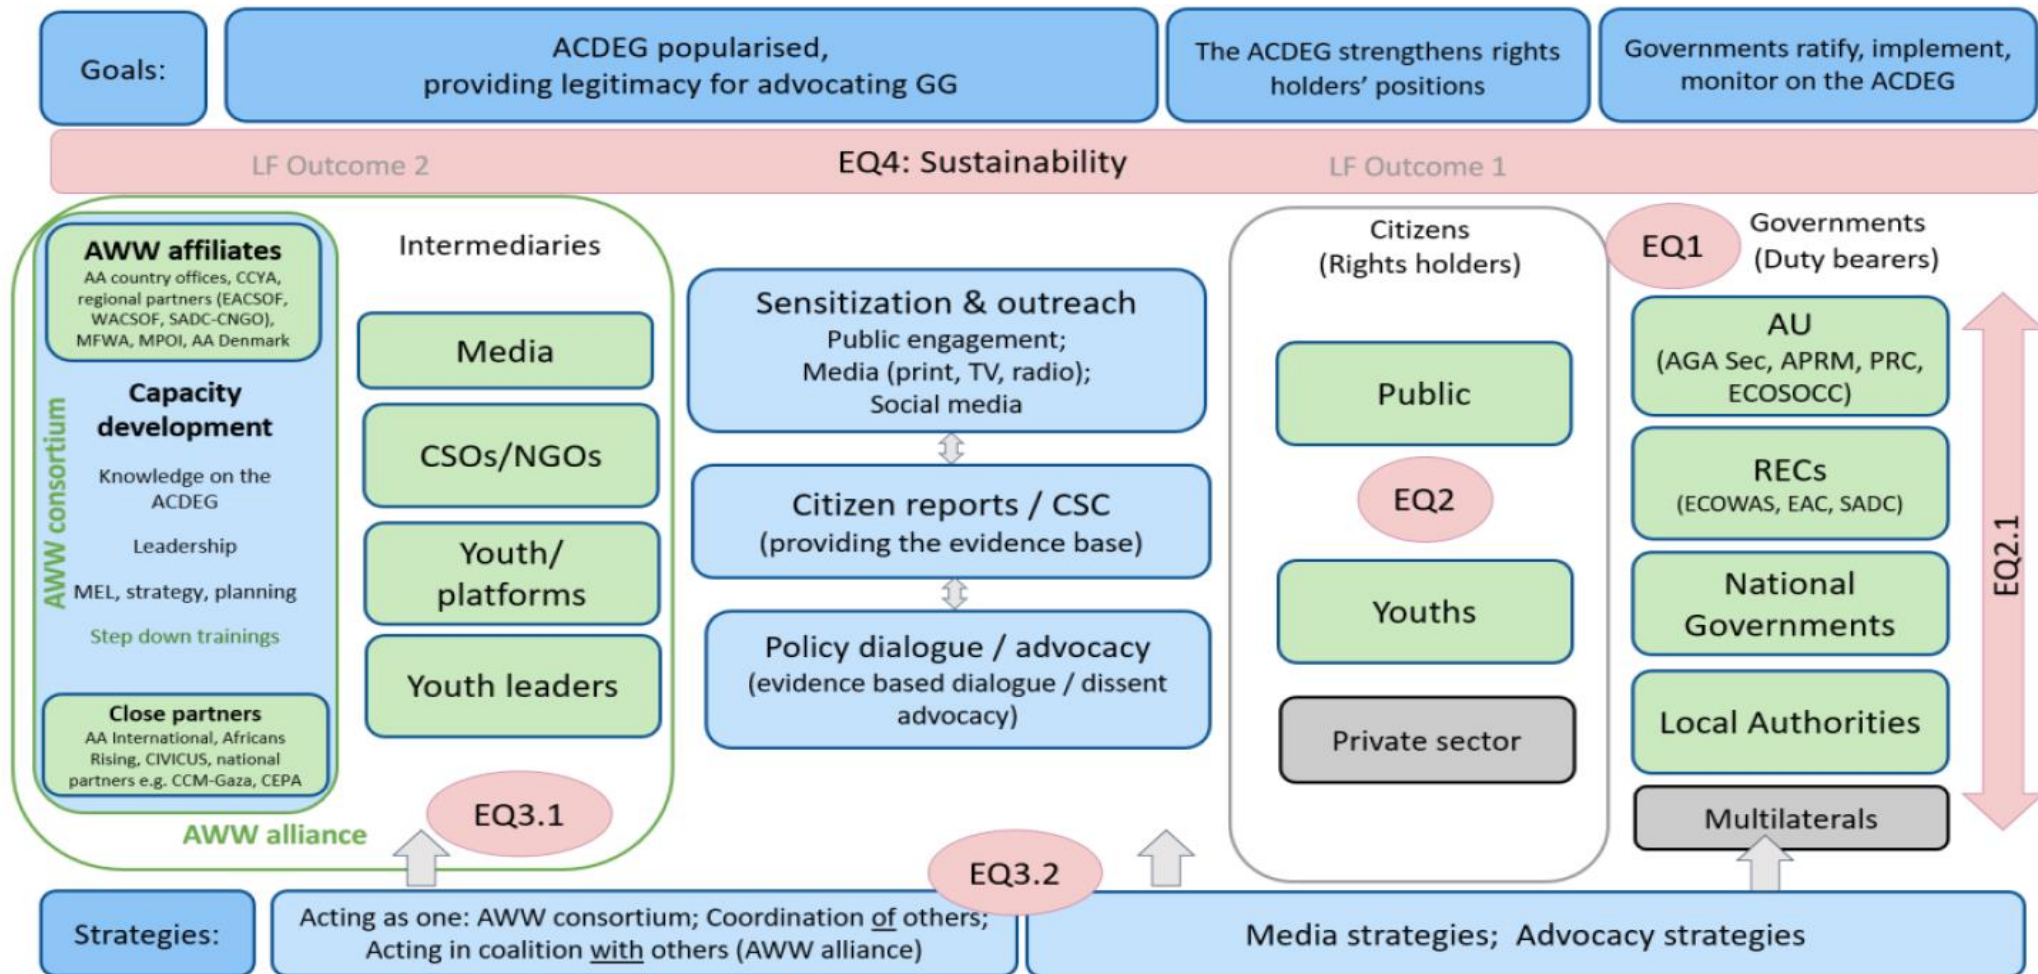 Goals:
ACDEG popularised,
providing legitimacy for advocating GG
The ACDEG strengthens rights
holders' positions
Governments ratify, implement,
monitor on the ACDEG
LF Outcome 2
EQ4: Sustainability
LF Outcome 1
AWW affiliates
AA country offices, CCYA,
regional partners (EACSOF,
WACSOF, SADC-CNGO),
MFWA, MPOI, AA Denmark
Capacity
development
Knowledge on the
ACDEG
Leadership
MEL, strategy, planning
Step down trainings
Close partners
AA International, Africans
Rising, CIVICUS, national
partners e.g. CCM-Gaza, CEPA
AWW consortium
AWW alliance
Intermediaries
Media
CSOs/NGOs
Youth/
platforms
Youth leaders
EQ3.1
Sensitization & outreach
Public engagement;
Media (print, TV, radio);
Social media
Citizen reports / CSC
(providing the evidence base)
Policy dialogue / advocacy
(evidence based dialogue / dissent
advocacy)
EQ3.2
Citizens
(Rights holders)
Public
EQ2
Youths
Private sector
EQ1
Governments
(Duty bearers)
AU
(AGA Sec, APRM, PRC,
ECOSOCC)
RECs
(ECOWAS, EAC, SADC)
National
Governments
Local Authorities
Multilaterals
EQ2.1
Strategies:
Acting as one: AWW consortium; Coordination of others;
Acting in coalition with others (AWW alliance)
Media strategies; Advocacy strategies